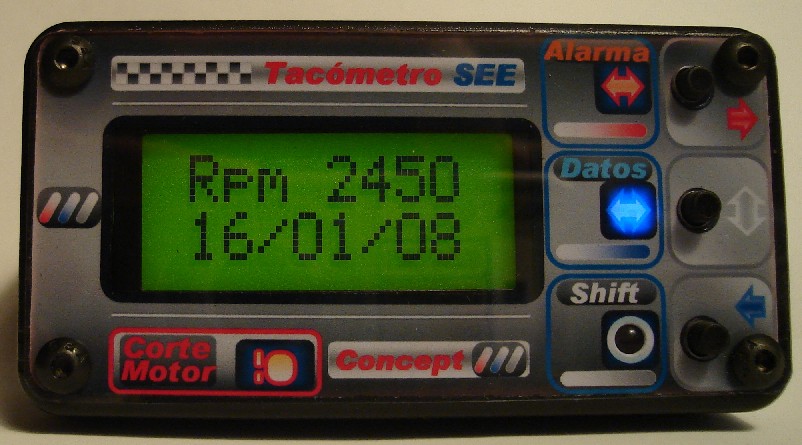 Tacómetro SEE
Alarma
Rpm 2450
16/01/08
Datos
Shift
Corte
Motor
Concept